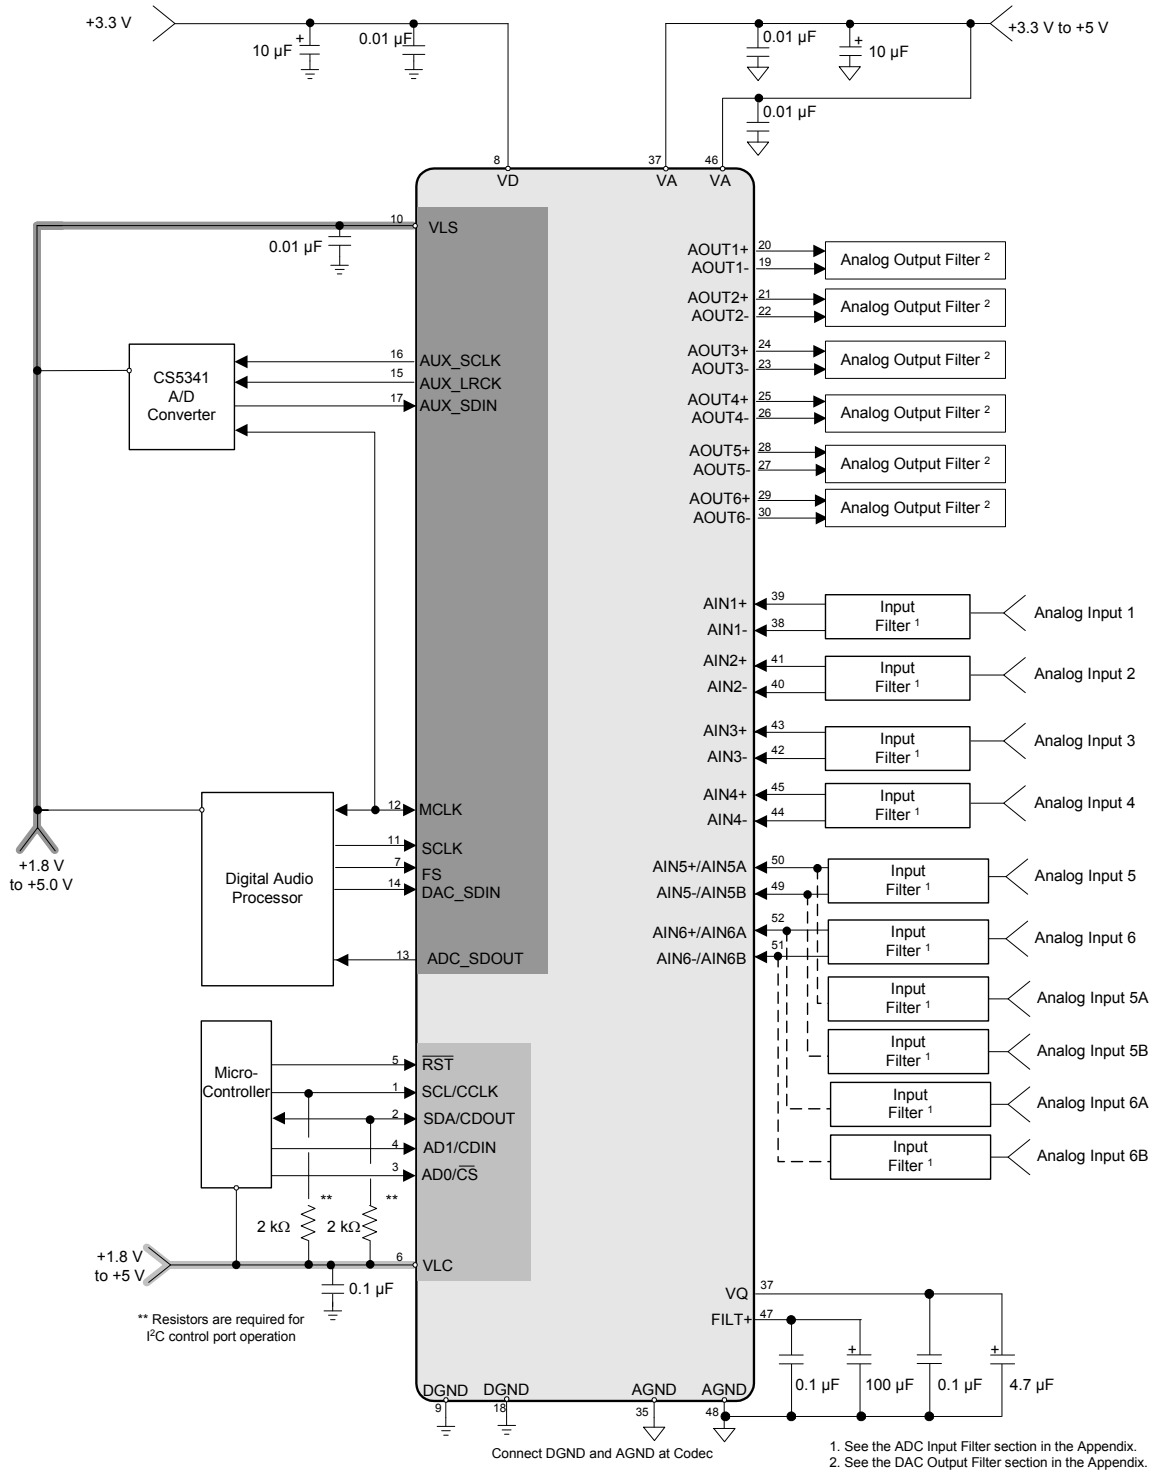 +3.3 V
10 µF
+
0.01 µF
0.01 µF
+
10 µF
+3.3 V to +5 V
0.01 µF
8
VD
37
VA
46
VA
10
VLS
0.01 µF
AOUT1+
20
AOUT1-
19
Analog Output Filter 2
AOUT2+
21
AOUT2-
22
Analog Output Filter 2
AOUT3+
24
AOUT3-
23
Analog Output Filter 2
AOUT4+
25
AOUT4-
26
Analog Output Filter 2
AOUT5+
28
AOUT5-
27
Analog Output Filter 2
AOUT6+
29
AOUT6-
30
Analog Output Filter 2
CS5341
A/D
Converter
16
AUX_SCLK
15
AUX_LRCK
17
AUX_SDIN
AIN1+
39
AIN1-
38
Input
Filter 1
Analog Input 1
AIN2+
41
AIN2-
40
Input
Filter 1
Analog Input 2
AIN3+
43
AIN3-
42
Input
Filter 1
Analog Input 3
AIN4+
45
AIN4-
44
Input
Filter 1
Analog Input 4
AIN5+/AIN5A
50
AIN5-/AIN5B
49
Input
Filter 1
Analog Input 5
AIN6+/AIN6A
52
AIN6-/AIN6B
51
Input
Filter 1
Analog Input 6
Input
Filter 1
Analog Input 5A
Input
Filter 1
Analog Input 5B
Input
Filter 1
Analog Input 6A
Input
Filter 1
Analog Input 6B
+1.8 V
to +5.0 V
Digital Audio
Processor
12
MCLK
11
SCLK
7
FS
14
DAC_SDIN
13
ADC_SDOUT
Micro-
Controller
5
RST
1
SCL/CCLK
2
SDA/CDOUT
4
AD1/CDIN
3
AD0/CS
**
**
2 kΩ
2 kΩ
+1.8 V
to +5 V
6
VLC
0.1 µF
** Resistors are required for
I2C control port operation
VQ
37
FILT+
47
+
+
0.1 µF
100 µF
0.1 µF
4.7 µF
DGND
DGND
AGND
AGND
9
18
35
48
Connect DGND and AGND at Codec
1. See the ADC Input Filter section in the Appendix.
2. See the DAC Output Filter section in the Appendix.